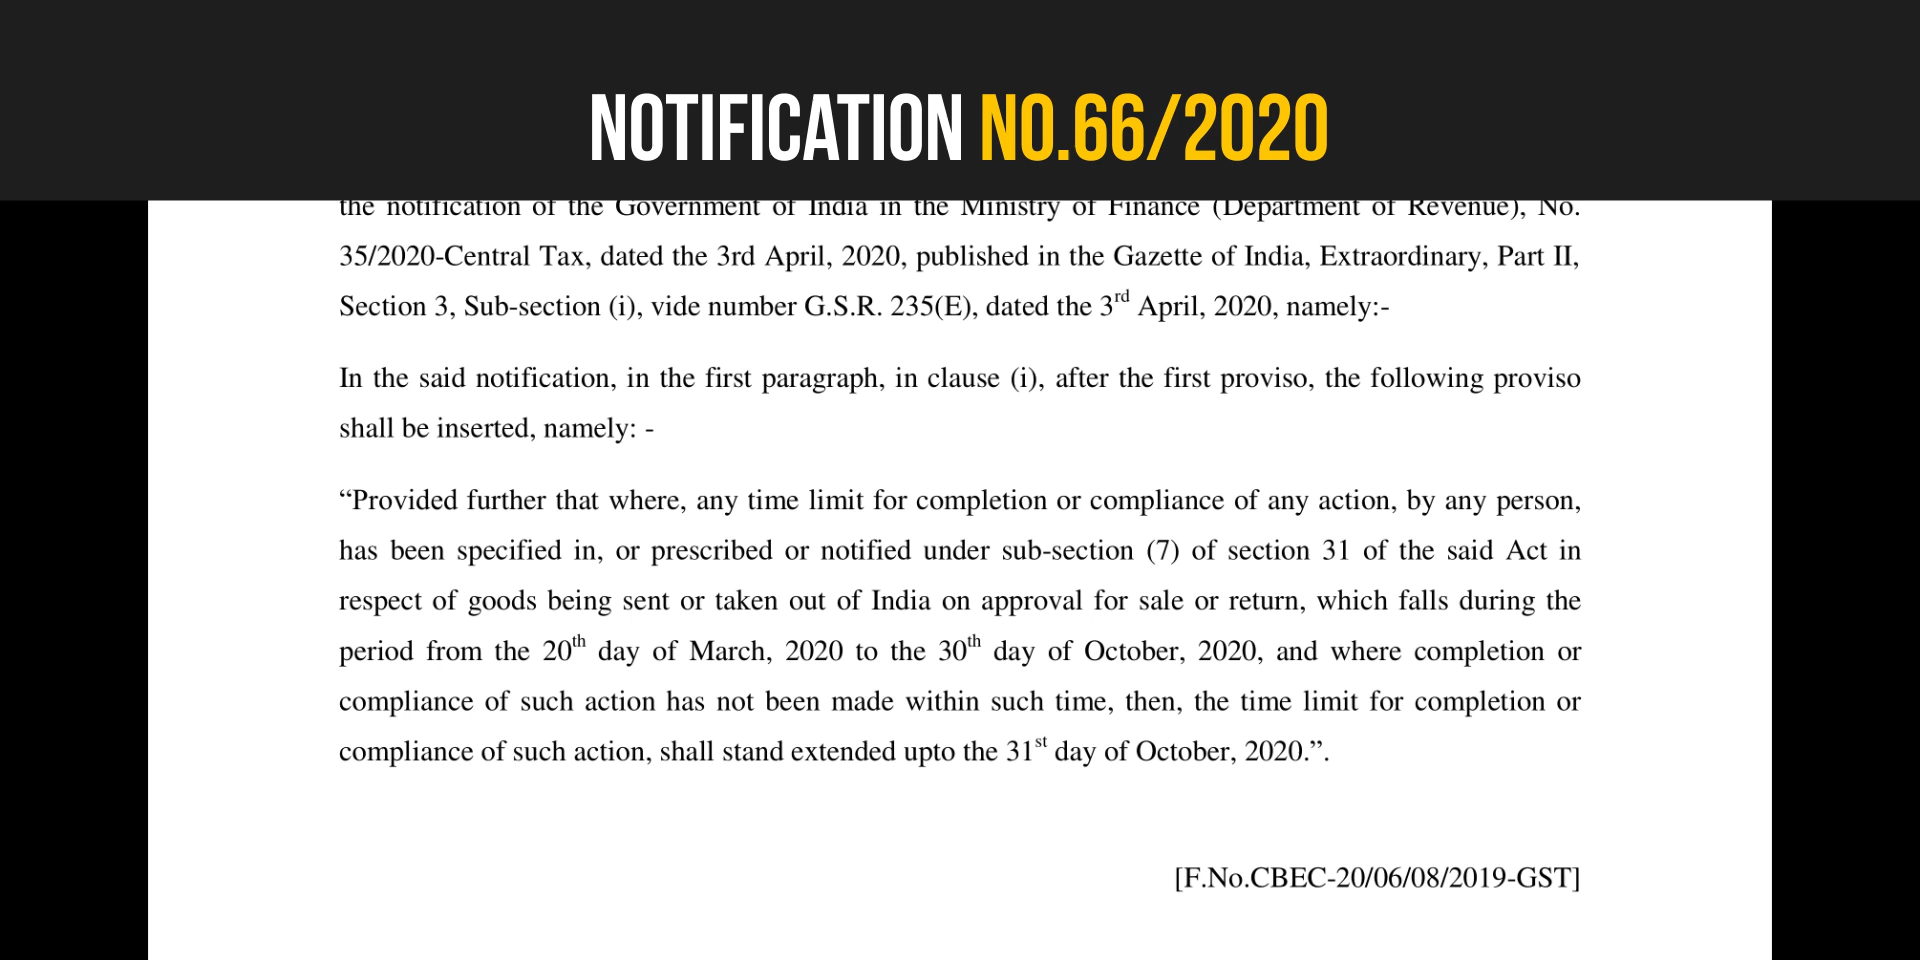 NOTIFICATION NO.66/2020
the notification of the Government of India in the Ministry of Finance (Department of Revenue), No.
35/2020-Central Tax, dated the 3rd April, 2020, published in the Gazette of India, Extraordinary, Part II,
Section 3, Sub-section (i), vide number G.S.R. 235(E), dated the 3rd April, 2020, namely:-
In the said notification, in the first paragraph, in clause (i), after the first proviso, the following proviso
shall be inserted, namely: -
“Provided further that where, any time limit for completion or compliance of any action, by any person,
has been specified in, or prescribed or notified under sub-section (7) of section 31 of the said Act in
respect of goods being sent or taken out of India on approval for sale or return, which falls during the
period from the 20th day of March, 2020 to the 30th day of October, 2020, and where completion or
compliance of such action has not been made within such time, then, the time limit for completion or
compliance of such action, shall stand extended upto the 31st day of October, 2020.”.
[F.No.CBEC-20/06/08/2019-GST]